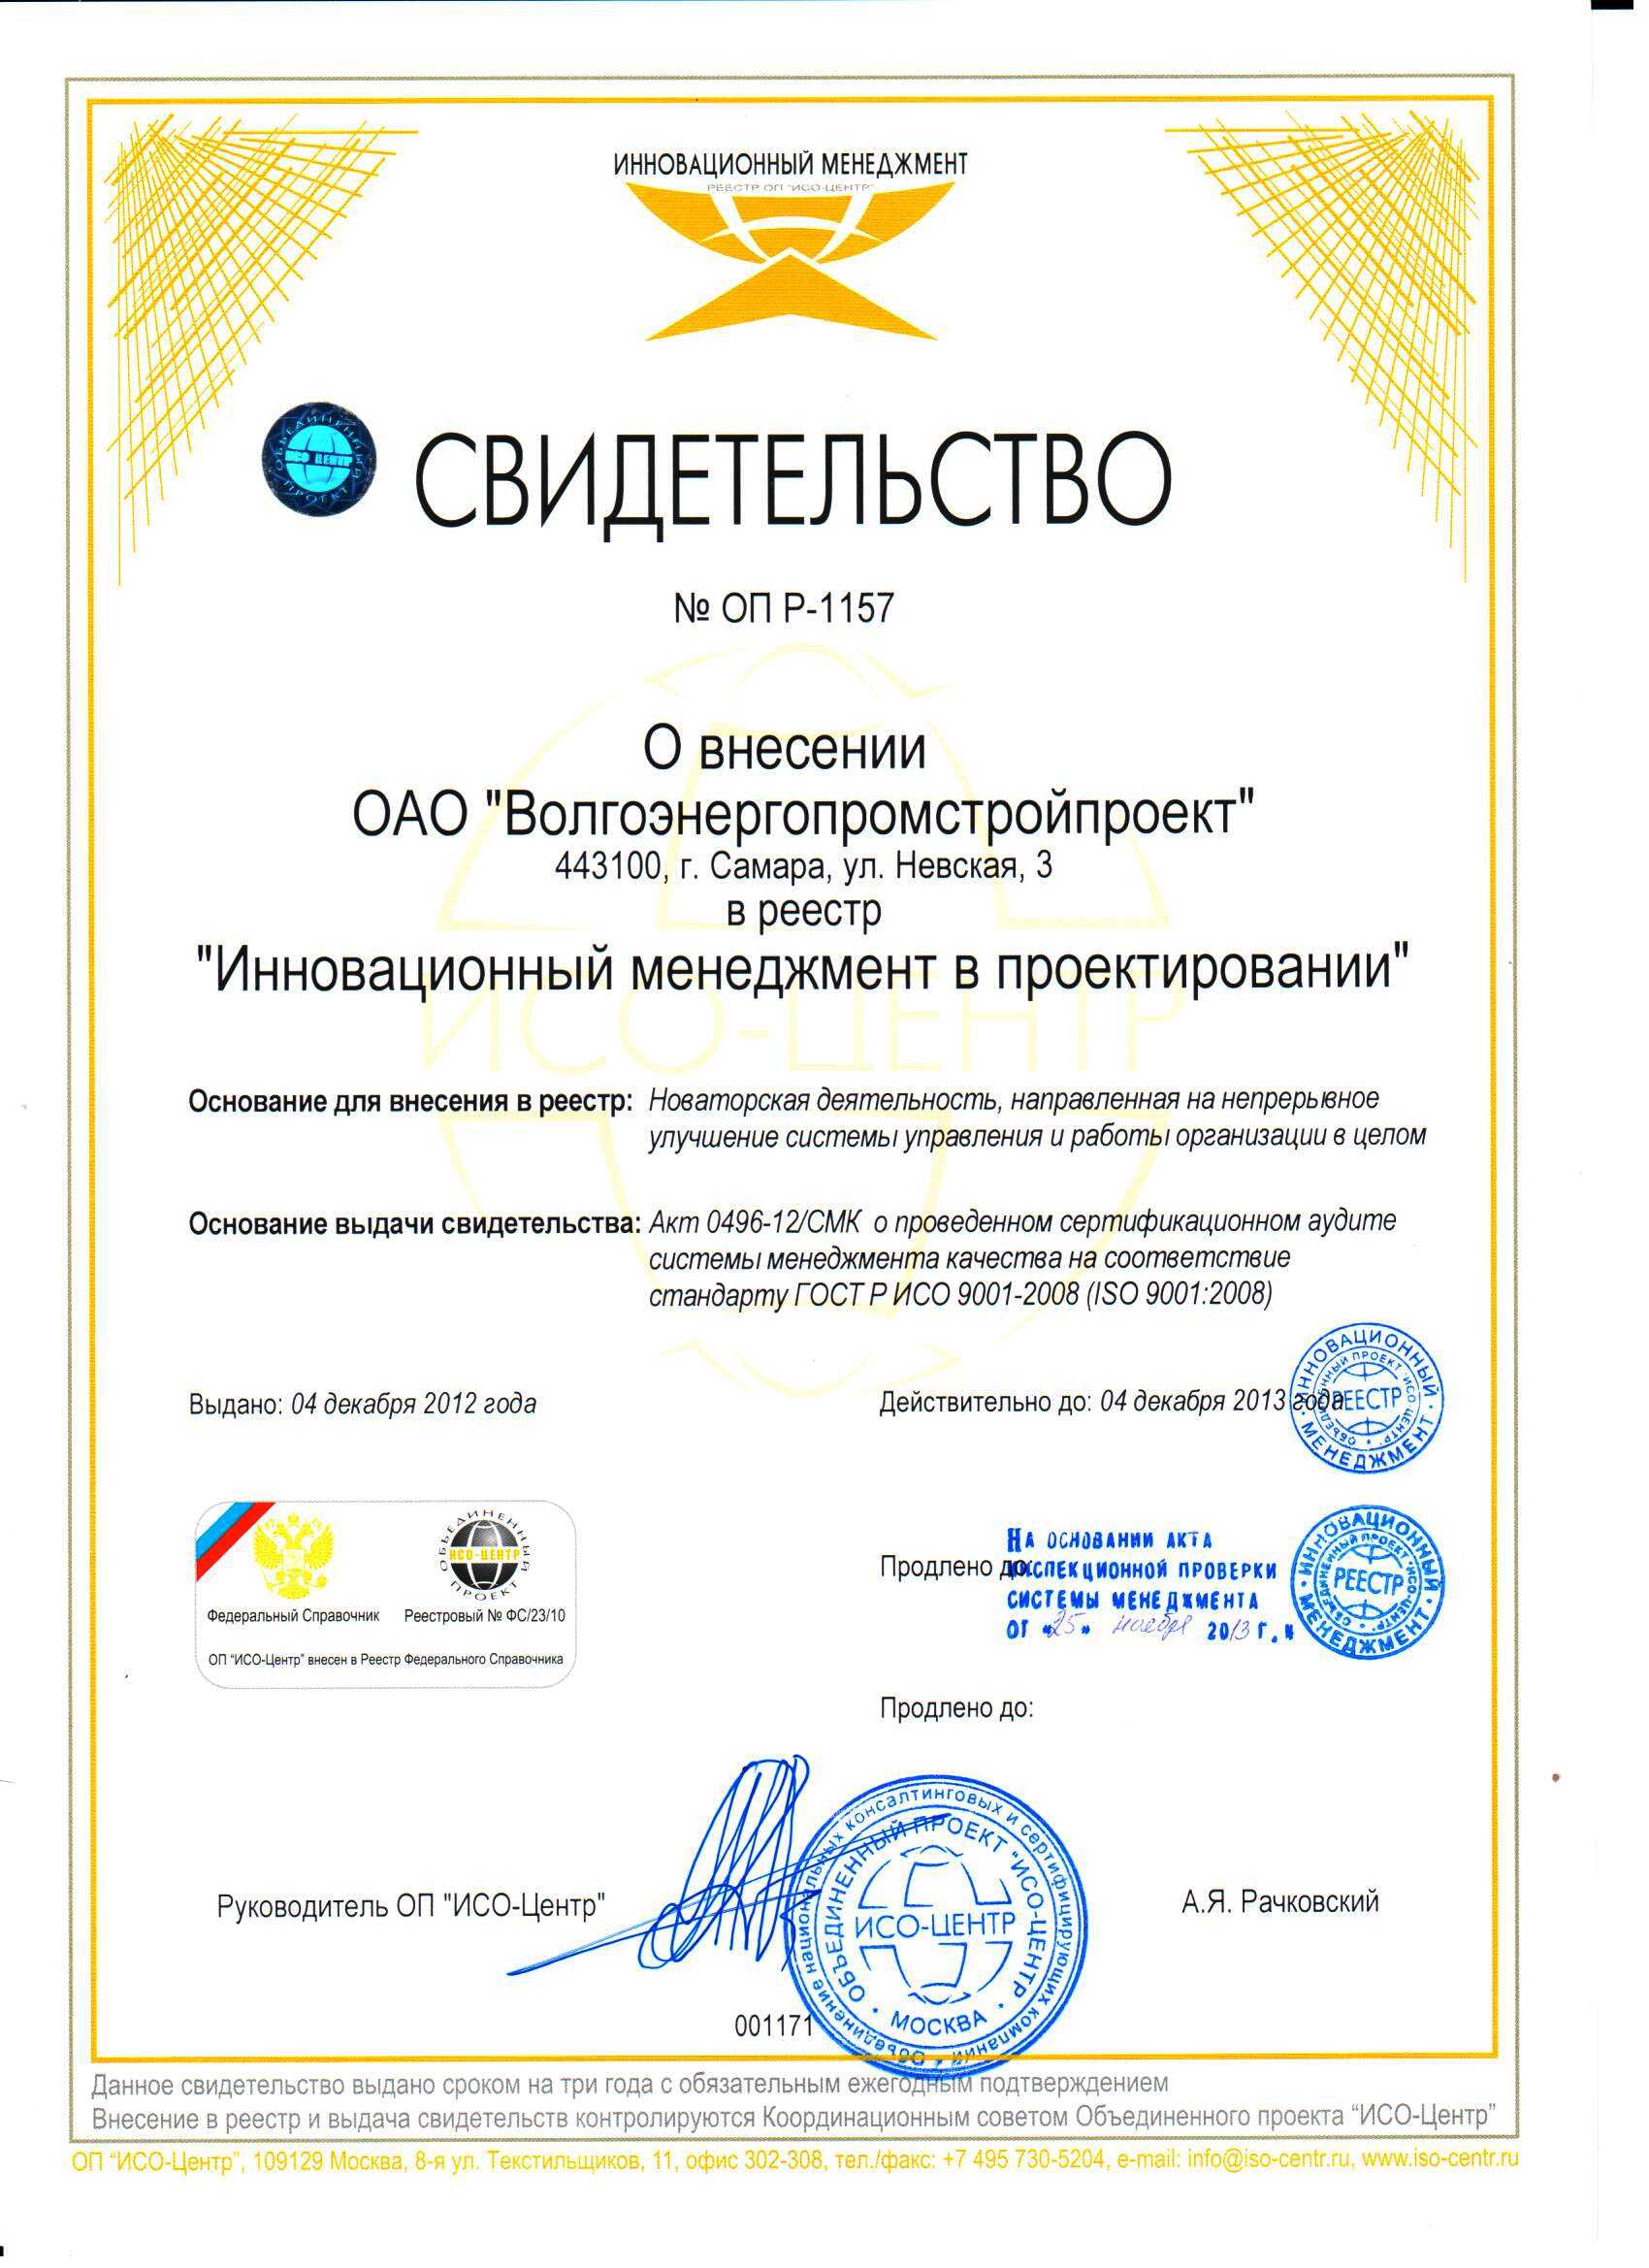 ИННОВАЦИОННЫЙ МЕНЕДЖМЕНТ
РЕЕСТР ОП "ИСО-ЦЕНТР"
ОБЪЕДИНЕННЫЙ ПРОЕКТ
ИСО ЦЕНТР
СВИДЕТЕЛЬСТВО
№ ОП Р-1157
О внесении
ОАО "Волгоэнергопромстройпроект"
443100, г. Самара, ул. Невская, 3
в реестр
"Инновационный менеджмент в проектировании"
ИСО-ЦЕНТР
Основание для внесения в реестр: Новаторская деятельность, направленная на непрерывное
улучшение системы управления и работы организации в целом
Основание выдачи свидетельства: Акт 0496-12/СМК о проведенном сертификационном аудите
системы менеджмента качества на соответствие
стандарту ГОСТ Р ИСО 9001-2008 (ISO 9001:2008)
Выдано: 04 декабря 2012 года
Действительно до: 04 декабря 2013 года
ИННОВАЦИОННЫЙ • МЕНЕДЖМЕНТ •
ОБЪЕДИНЕННЫЙ ПРОЕКТ "ИСО-ЦЕНТР" •
РЕЕСТР
ОБЪЕДИНЕННЫЙ ПРОЕКТ
ИСО-ЦЕНТР
Федеральный Справочник
Реестровый № ФС/23/10
ОП "ИСО-Центр" внесен в Реестр Федерального Справочника
Продлено до:
НА ОСНОВАНИИ АКТА
ИНСПЕКЦИОННОЙ ПРОВЕРКИ
СИСТЕМЫ МЕНЕДЖМЕНТА
ОТ «25» ноября 2013 г.
ИННОВАЦИОННЫЙ • МЕНЕДЖМЕНТ •
ОБЪЕДИНЕННЫЙ ПРОЕКТ "ИСО-ЦЕНТР" •
РЕЕСТР
Продлено до:
Руководитель ОП "ИСО-Центр"
Объединение национальных консалтинговых и сертифицирующих компаний •
ОБЪЕДИНЕННЫЙ ПРОЕКТ "ИСО-ЦЕНТР" • МОСКВА •
ИСО-ЦЕНТР
А.Я. Рачковский
001171
Данное свидетельство выдано сроком на три года с обязательным ежегодным подтверждением
Внесение в реестр и выдача свидетельств контролируются Координационным советом Объединенного проекта "ИСО-Центр"
ОП "ИСО-Центр", 109129 Москва, 8-я ул. Текстильщиков, 11, офис 302-308, тел./факс: +7 495 730-5204, e-mail: info@iso-centr.ru, www.iso-centr.ru